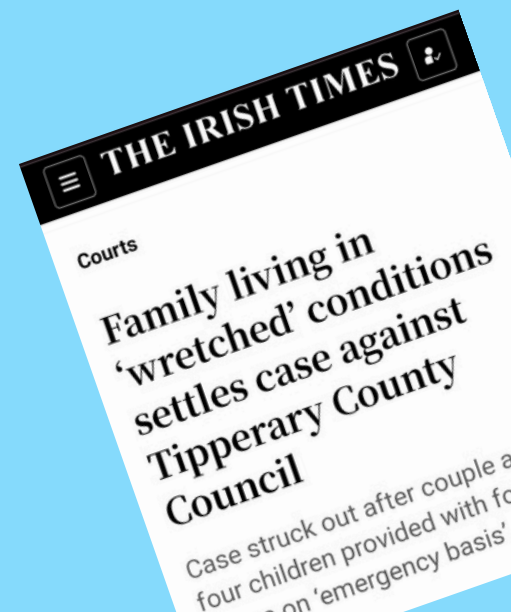 THE IRISH TIMES
Courts
Family living in
‘wretched’ conditions
settles case against
Tipperary County
Council
Case struck out after couple
four children provided with
on ‘emergency basis’